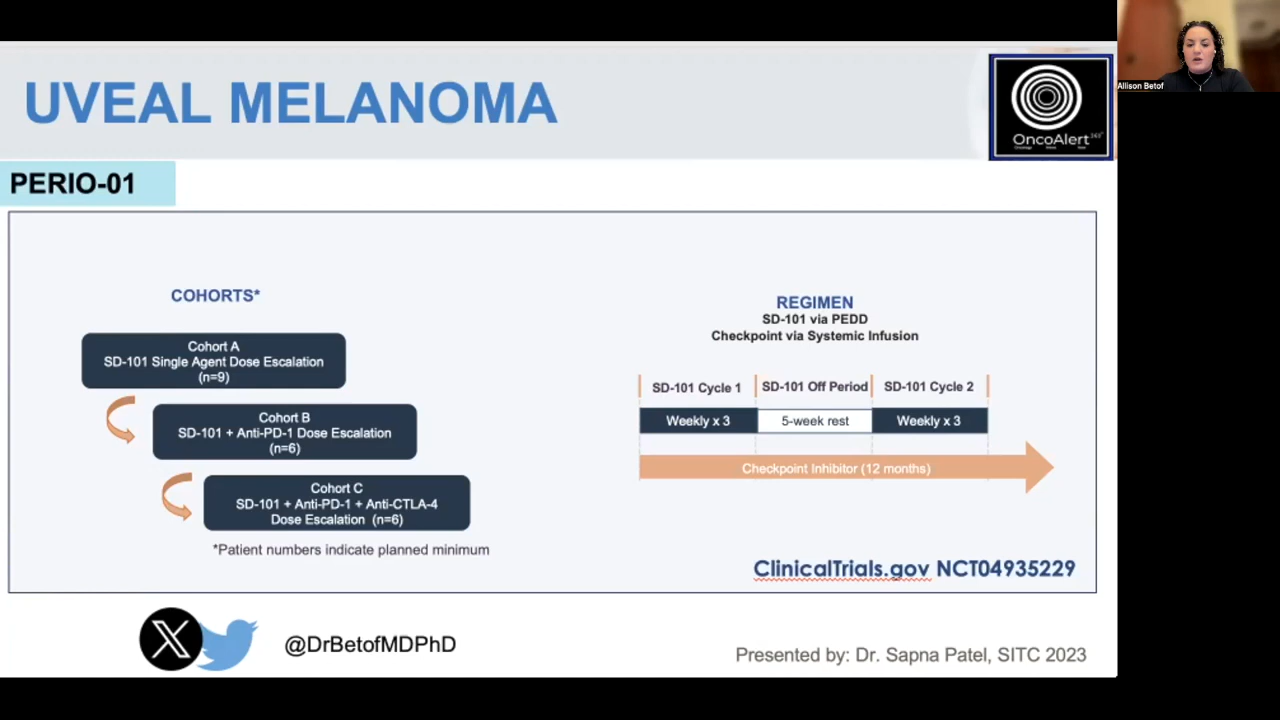 UVEAL MELANOMA
OncoAlert
Allison Betof
PERIO-01
COHORTS*
Cohort A
SD-101 Single Agent Dose Escalation
(n=9)
Cohort B
SD-101 + Anti-PD-1 Dose Escalation
(n=6)
Cohort C
SD-101 + Anti-PD-1 + Anti-CTLA-4
Dose Escalation (n=6)
*Patient numbers indicate planned minimum
REGIMEN
SD-101 via PEDD
Checkpoint via Systemic Infusion
SD-101 Cycle 1 SD-101 Off Period SD-101 Cycle 2
Weekly x 3 5-week rest Weekly x 3
Checkpoint Inhibitor (12 months)
ClinicalTrials.gov NCT04935229
X
@DrBetofMDPhD
Presented by: Dr. Sapna Patel, SITC 2023